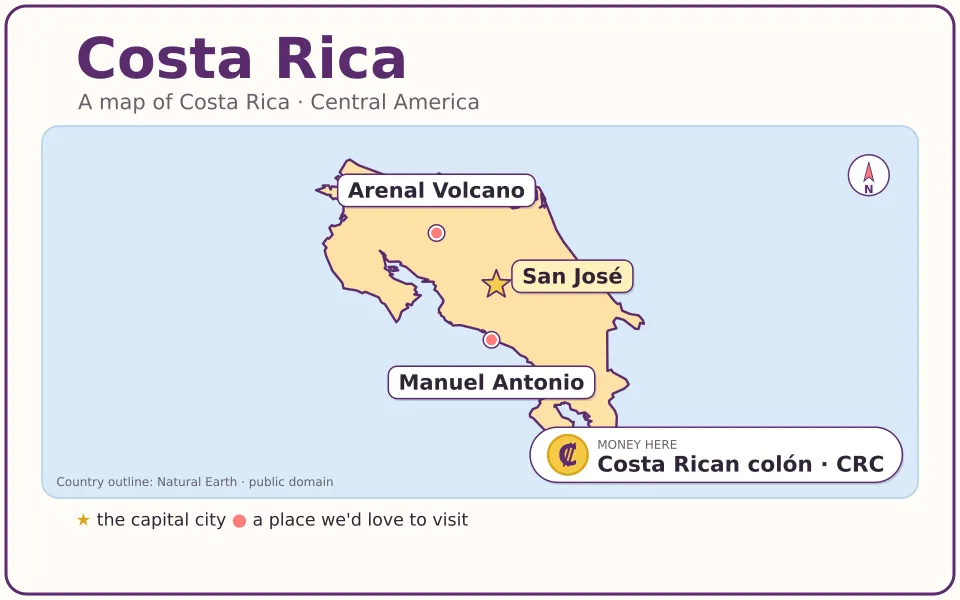 Costa Rica
A map of Costa Rica · Central America
Arenal Volcano
N
San José
Manuel Antonio
₡
MONEY HERE
Costa Rican colón · CRC
Country outline: Natural Earth · public domain
★ the capital city ● a place we'd love to visit